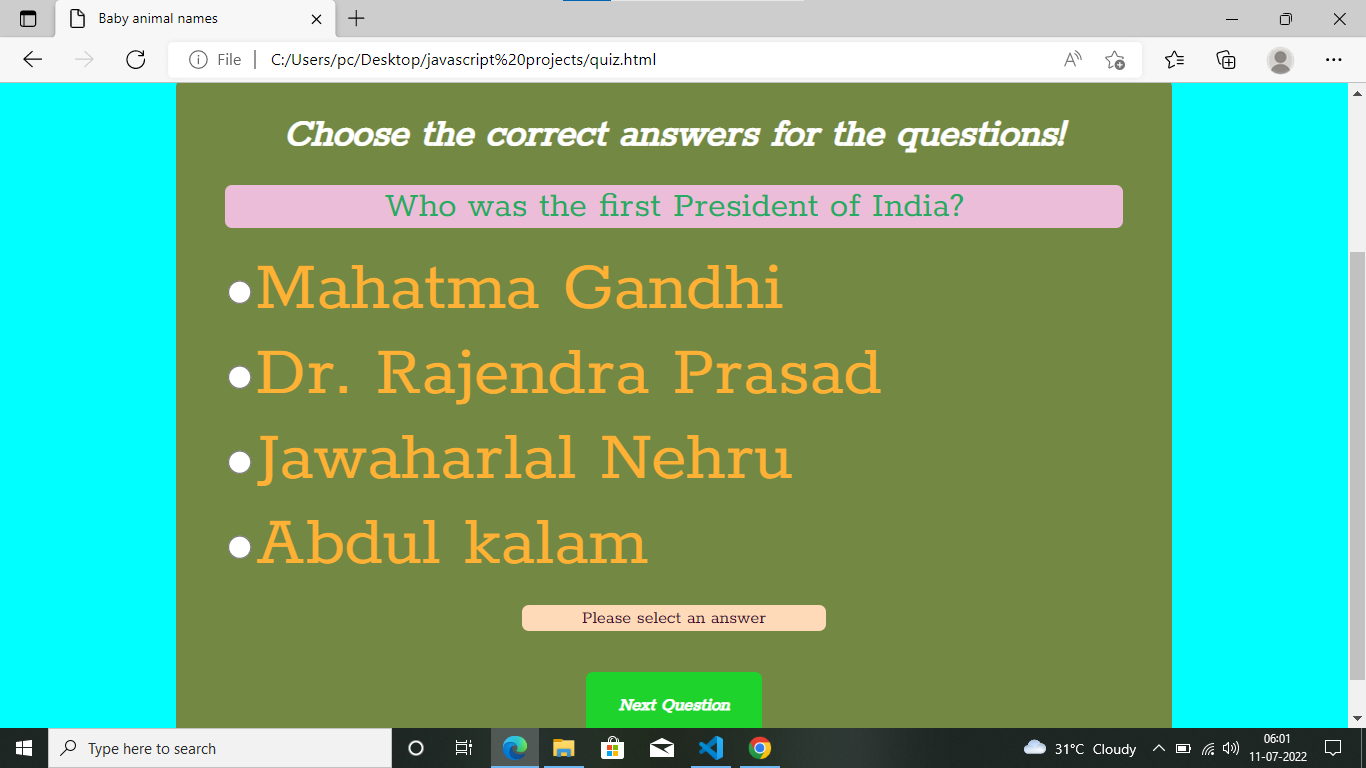 Baby animal names
File
C:/Users/pc/Desktop/javascript%20projects/quiz.html
Choose the correct answers for the questions!
Who was the first President of India?
Mahatma Gandhi
Dr. Rajendra Prasad
Jawaharlal Nehru
Abdul kalam
Please select an answer
Next Question
Type here to search
31°C Cloudy
06:01
11-07-2022